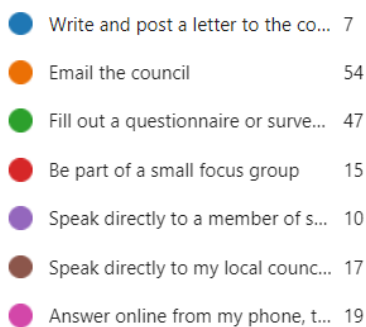 Write and post a letter to the co... 7
Email the council 54
Fill out a questionnaire or surve... 47
Be part of a small focus group 15
Speak directly to a member of s... 10
Speak directly to my local counc... 17
Answer online from my phone, t... 19